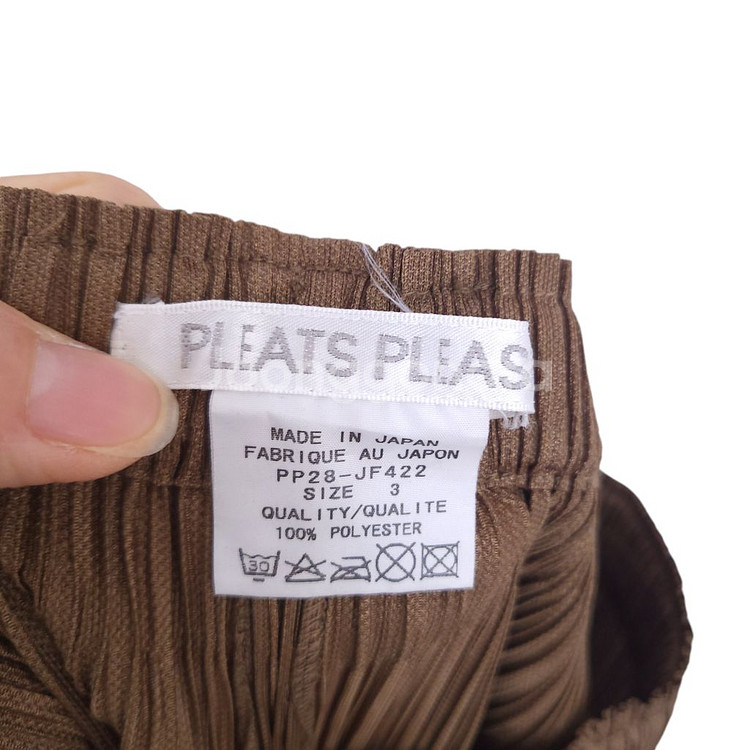 PLEATS PLEAS
MADE IN JAPAN
FABRIQUE AU JAPON
PP28-JF422
SIZE 3
QUALITY/QUALITE
100% POLYESTER
30